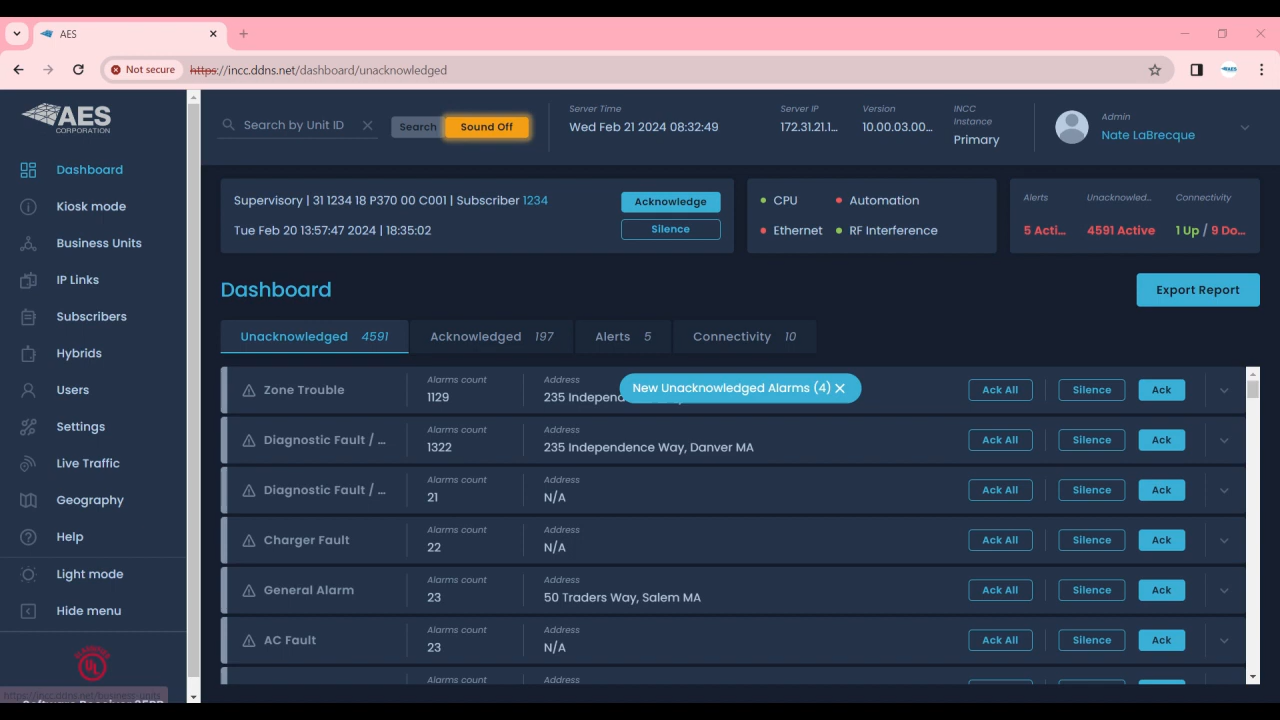 AES
Not secure
https://incc.ddns.net/dashboard/unacknowledged
AES
CORPORATION
Dashboard
Kiosk mode
Business Units
IP Links
Subscribers
Hybrids
Users
Settings
Live Traffic
Geography
Help
Light mode
Hide menu
UL
https://incc.ddns.net/business_units
Search by Unit ID
Search
Sound Off
Server Time
Wed Feb 21 2024 08:32:49
Server IP
172.31.21.1...
Version
10.00.03.00...
INCC
Instance
Primary
Admin
Nate LaBrecque
Supervisory | 31 1234 18 P370 00 C001 | Subscriber 1234
Tue Feb 20 13:57:47 2024 | 18:35:02
Acknowledge
Silence
CPU
Automation
Ethernet
RF Interference
Alerts
5 Acti...
Unacknowled...
4591 Active
Connectivity
1 Up / 9 Do...
Dashboard
Export Report
Unacknowledged 4591
Acknowledged 197
Alerts 5
Connectivity 10
New Unacknowledged Alarms (4)
Zone Trouble
Alarms count
1129
Address
235 Independ
Ack All
Silence
Ack
Diagnostic Fault / ...
Alarms count
1322
Address
235 Independence Way, Danver MA
Ack All
Silence
Ack
Diagnostic Fault / ...
Alarms count
21
Address
N/A
Ack All
Silence
Ack
Charger Fault
Alarms count
22
Address
N/A
Ack All
Silence
Ack
General Alarm
Alarms count
23
Address
50 Traders Way, Salem MA
Ack All
Silence
Ack
AC Fault
Alarms count
23
Address
N/A
Ack All
Silence
Ack
Alarms count
Address